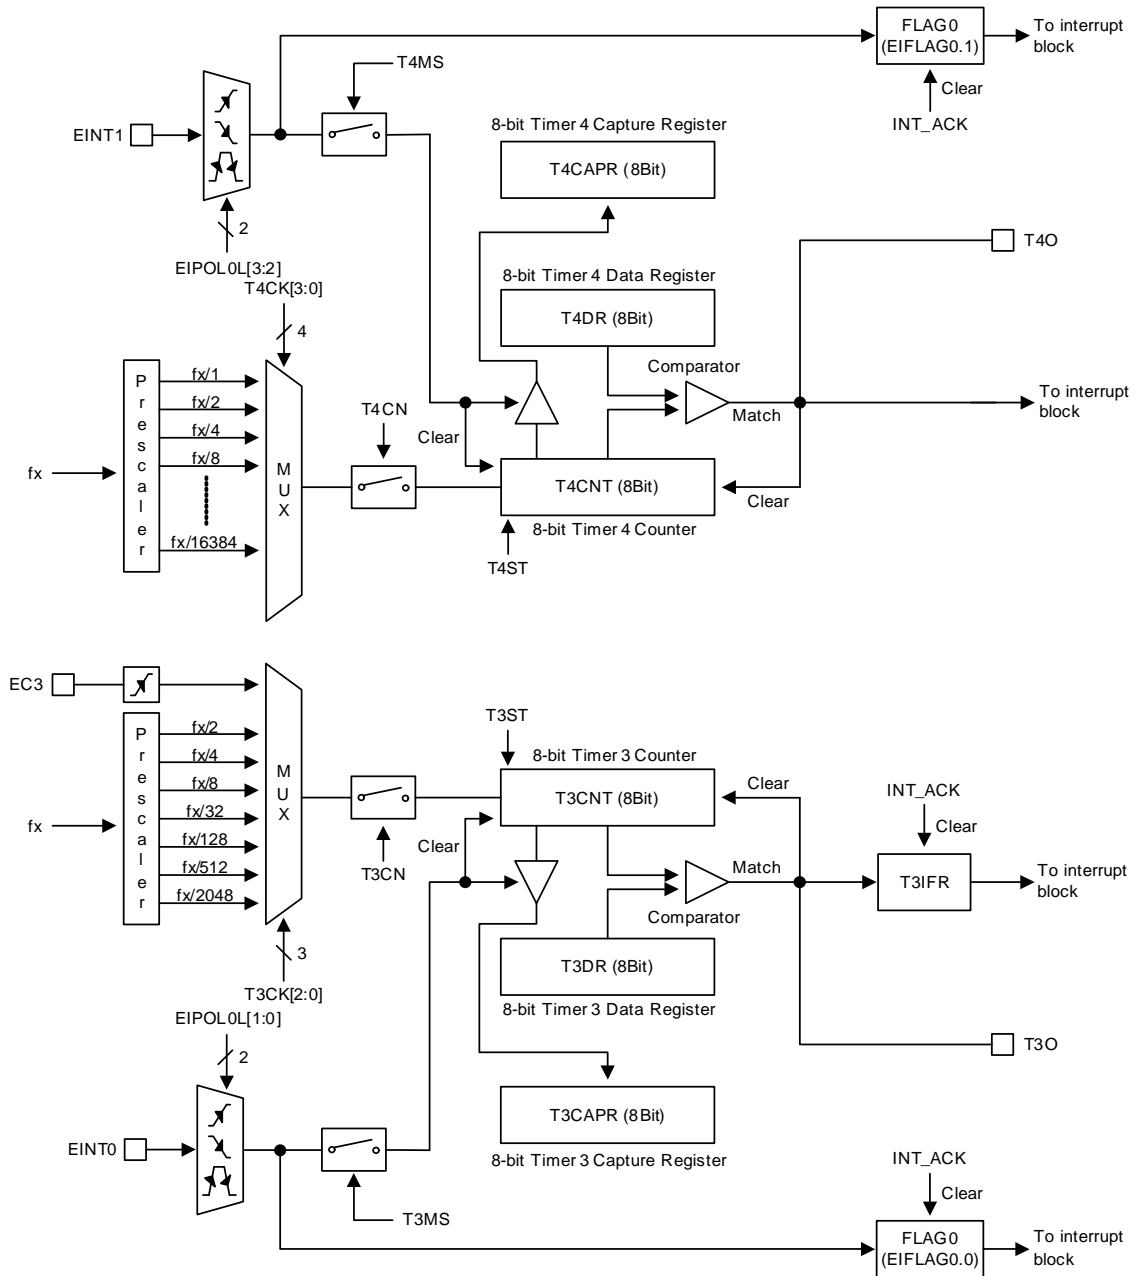 FLAG0
(EIFLAG0.1)
To interrupt
block
T4MS
Clear
INT_ACK
EINT1
8-bit Timer 4 Capture Register
T4CAPR (8Bit)
2
EIPOL0L[3:2]
T4O
T4CK[3:0]
8-bit Timer 4 Data Register
4
T4DR (8Bit)
Comparator
P
r
e
s
c
a
l
e
r
fx/1
fx/2
fx/4
fx/8
fx/16384
fx
M
U
X
T4CN
Clear
Match
To interrupt
block
T4CNT (8Bit)
Clear
8-bit Timer 4 Counter
T4ST
EC3
P
r
e
s
c
a
l
e
r
fx/2
fx/4
fx/8
fx/32
fx/128
fx/512
fx/2048
fx
M
U
X
T3ST
8-bit Timer 3 Counter
T3CNT (8Bit)
Clear
INT_ACK
Clear
Clear
T3CN
Match
T3IFR
To interrupt
block
Comparator
3
T3CK[2:0]
T3DR (8Bit)
8-bit Timer 3 Data Register
EIPOL0L[1:0]
2
T3O
T3CAPR (8Bit)
8-bit Timer 3 Capture Register
EINT0
INT_ACK
Clear
T3MS
FLAG0
(EIFLAG0.0)
To interrupt
block